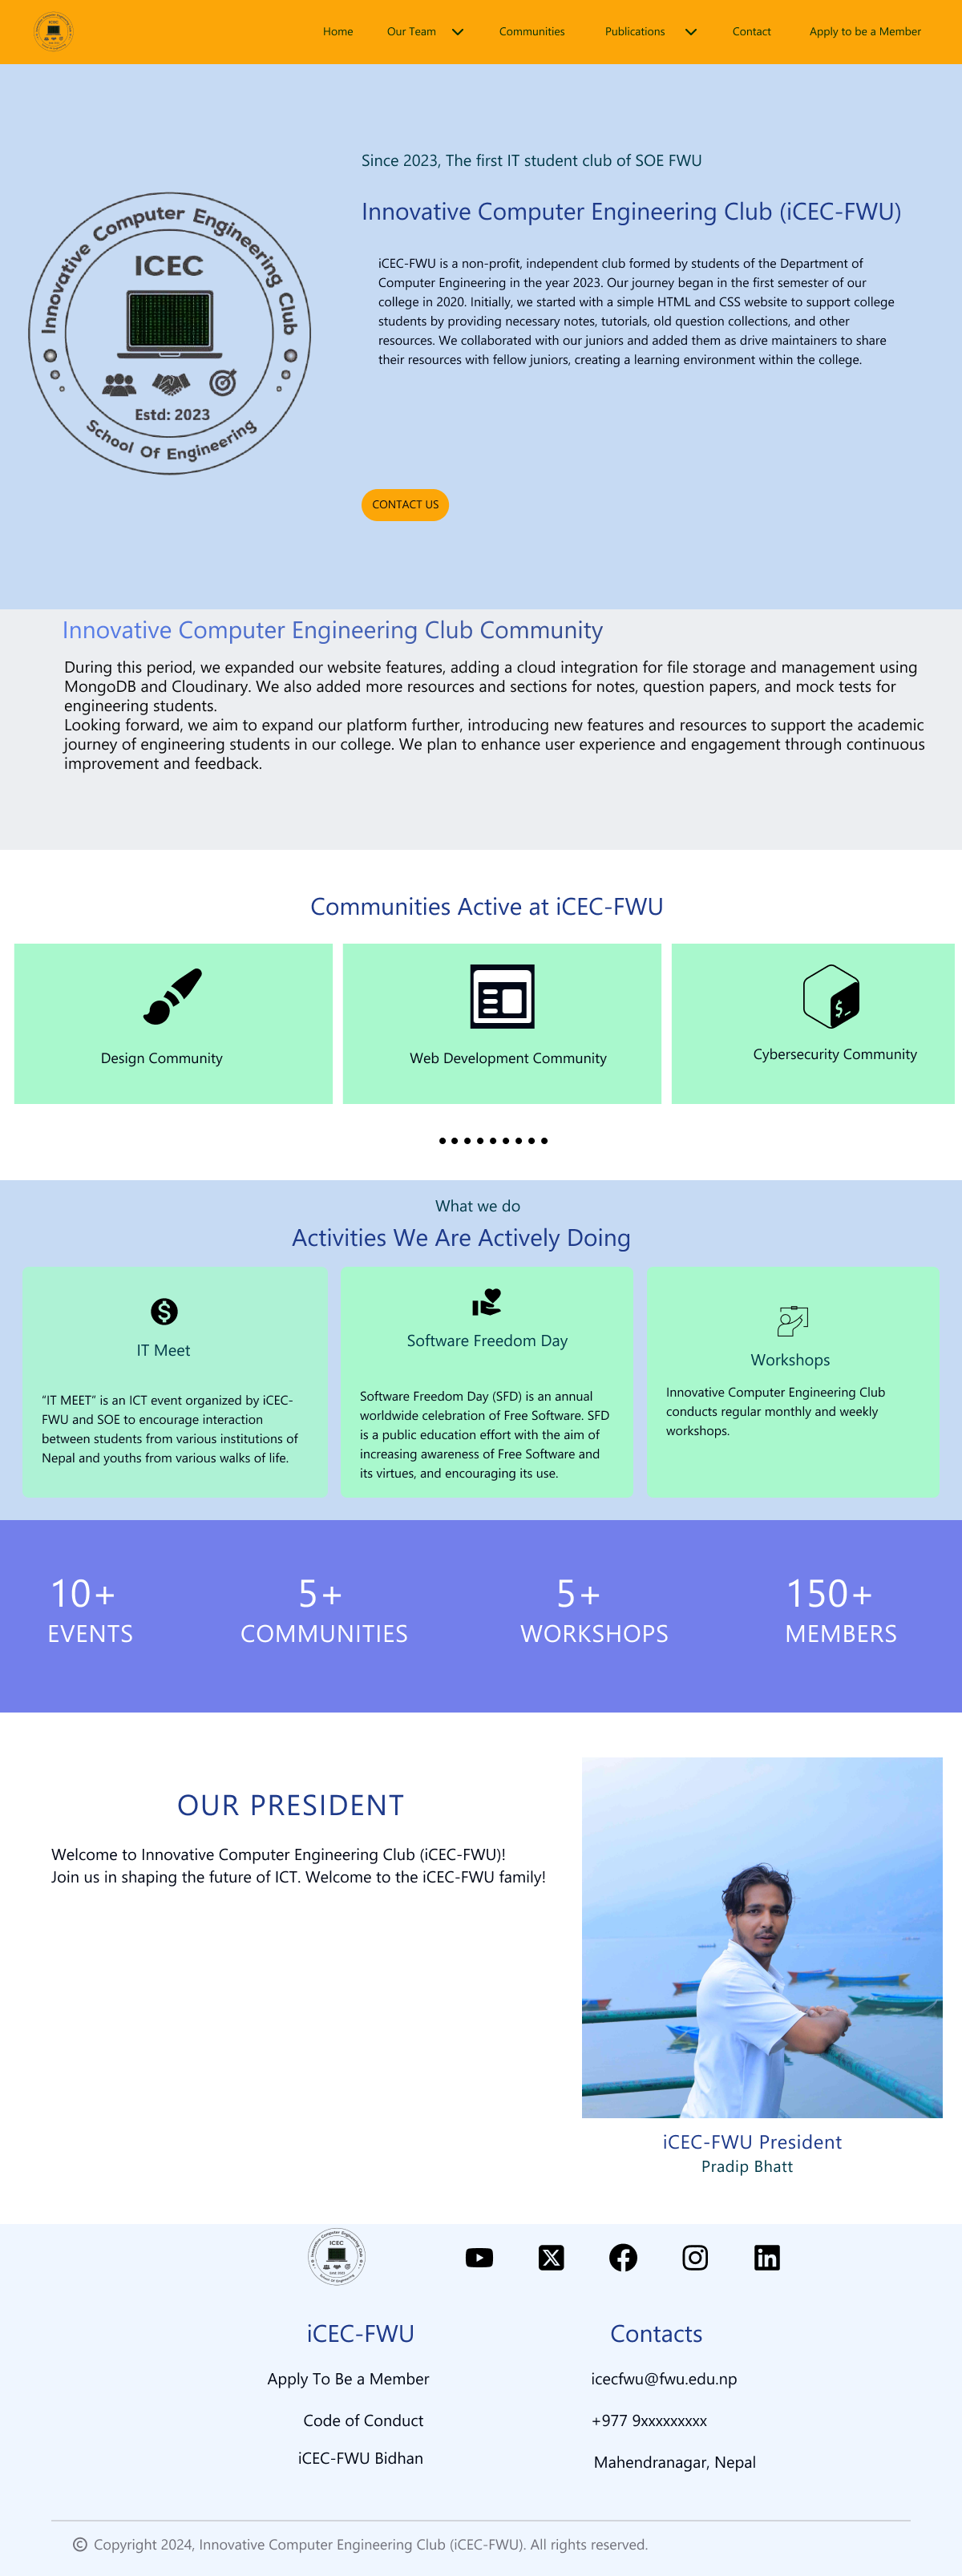 Home Our Team Communities Publications Contact Apply to be a Member
Since 2023, The first IT student club of SOE FWU
Innovative Computer Engineering Club (iCEC-FWU)
Innovative Computer Engineering Club
ICEC
Estd: 2023
School Of Engineering
iCEC-FWU is a non-profit, independent club formed by students of the Department of
Computer Engineering in the year 2023. Our journey began in the first semester of our
college in 2020. Initially, we started with a simple HTML and CSS website to support college
students by providing necessary notes, tutorials, old question collections, and other
resources. We collaborated with our juniors and added them as drive maintainers to share
their resources with fellow juniors, creating a learning environment within the college.
CONTACT US
Innovative Computer Engineering Club Community
During this period, we expanded our website features, adding a cloud integration for file storage and management using
MongoDB and Cloudinary. We also added more resources and sections for notes, question papers, and mock tests for
engineering students.
Looking forward, we aim to expand our platform further, introducing new features and resources to support the academic
journey of engineering students in our college. We plan to enhance user experience and engagement through continuous
improvement and feedback.
Communities Active at iCEC-FWU
Design Community
Web Development Community
Cybersecurity Community
What we do
Activities We Are Actively Doing
IT Meet
"IT MEET" is an ICT event organized by iCEC-
FWU and SOE to encourage interaction
between students from various institutions of
Nepal and youths from various walks of life.
Software Freedom Day
Software Freedom Day (SFD) is an annual
worldwide celebration of Free Software. SFD
is a public education effort with the aim of
increasing awareness of Free Software and
its virtues, and encouraging its use.
Workshops
Innovative Computer Engineering Club
conducts regular monthly and weekly
workshops.
10+ 5+ 5+ 150+
EVENTS COMMUNITIES WORKSHOPS MEMBERS
OUR PRESIDENT
Welcome to Innovative Computer Engineering Club (iCEC-FWU)!
Join us in shaping the future of ICT. Welcome to the iCEC-FWU family!
iCEC-FWU President
Pradip Bhatt
ICEC
iCEC-FWU
Apply To Be a Member
Code of Conduct
iCEC-FWU Bidhan
Contacts
icecfwu@fwu.edu.np
+977 9xxxxxxxxx
Mahendranagar, Nepal
© Copyright 2024, Innovative Computer Engineering Club (iCEC-FWU). All rights reserved.